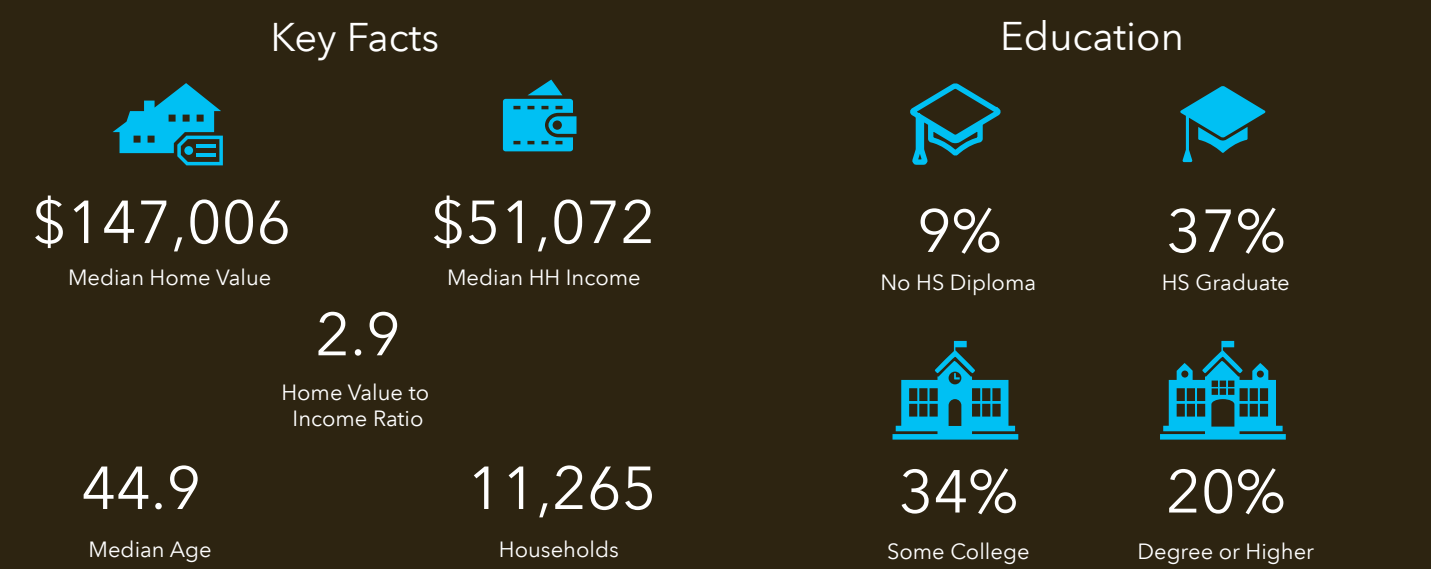 Key Facts
$147,006
Median Home Value
$51,072
Median HH Income
2.9
Home Value to
Income Ratio
44.9
Median Age
11,265
Households
Education
9%
No HS Diploma
37%
HS Graduate
34%
Some College
20%
Degree or Higher